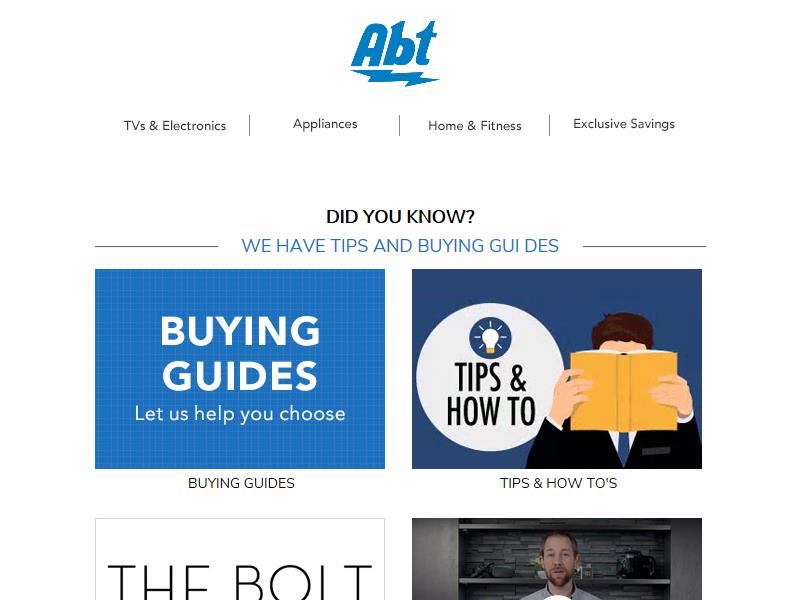 Abt
TVs & Electronics
Appliances
Home & Fitness
Exclusive Savings
DID YOU KNOW?
WE HAVE TIPS AND BUYING GUI DES
BUYING
GUIDES
Let us help you choose
TIPS &
HOW TO
BUYING GUIDES
TIPS & HOW TO'S
THE BOLT